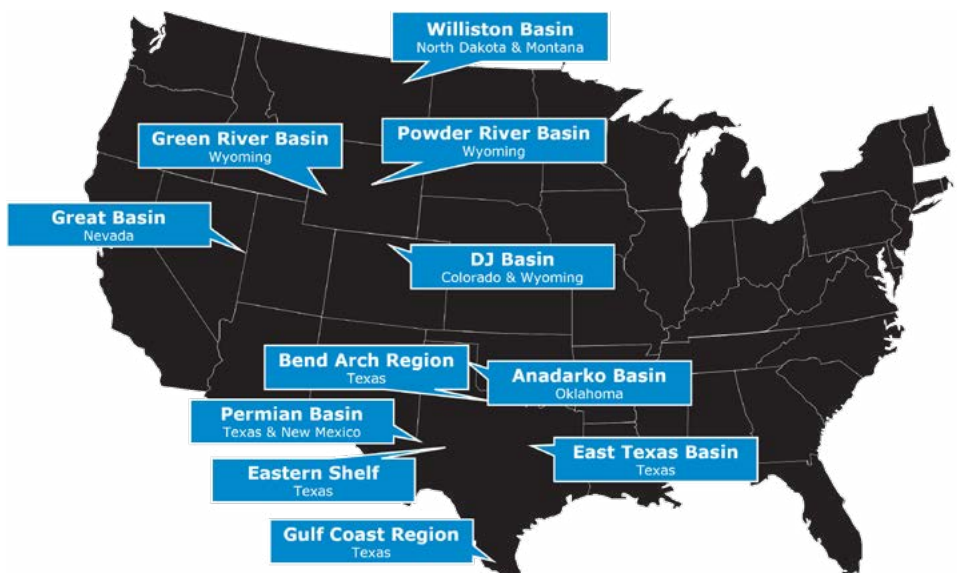 Williston Basin
North Dakota & Montana
Green River Basin
Wyoming
Powder River Basin
Wyoming
Great Basin
Nevada
DJ Basin
Colorado & Wyoming
Bend Arch Region
Texas
Anadarko Basin
Oklahoma
Permian Basin
Texas & New Mexico
East Texas Basin
Texas
Eastern Shelf
Texas
Gulf Coast Region
Texas